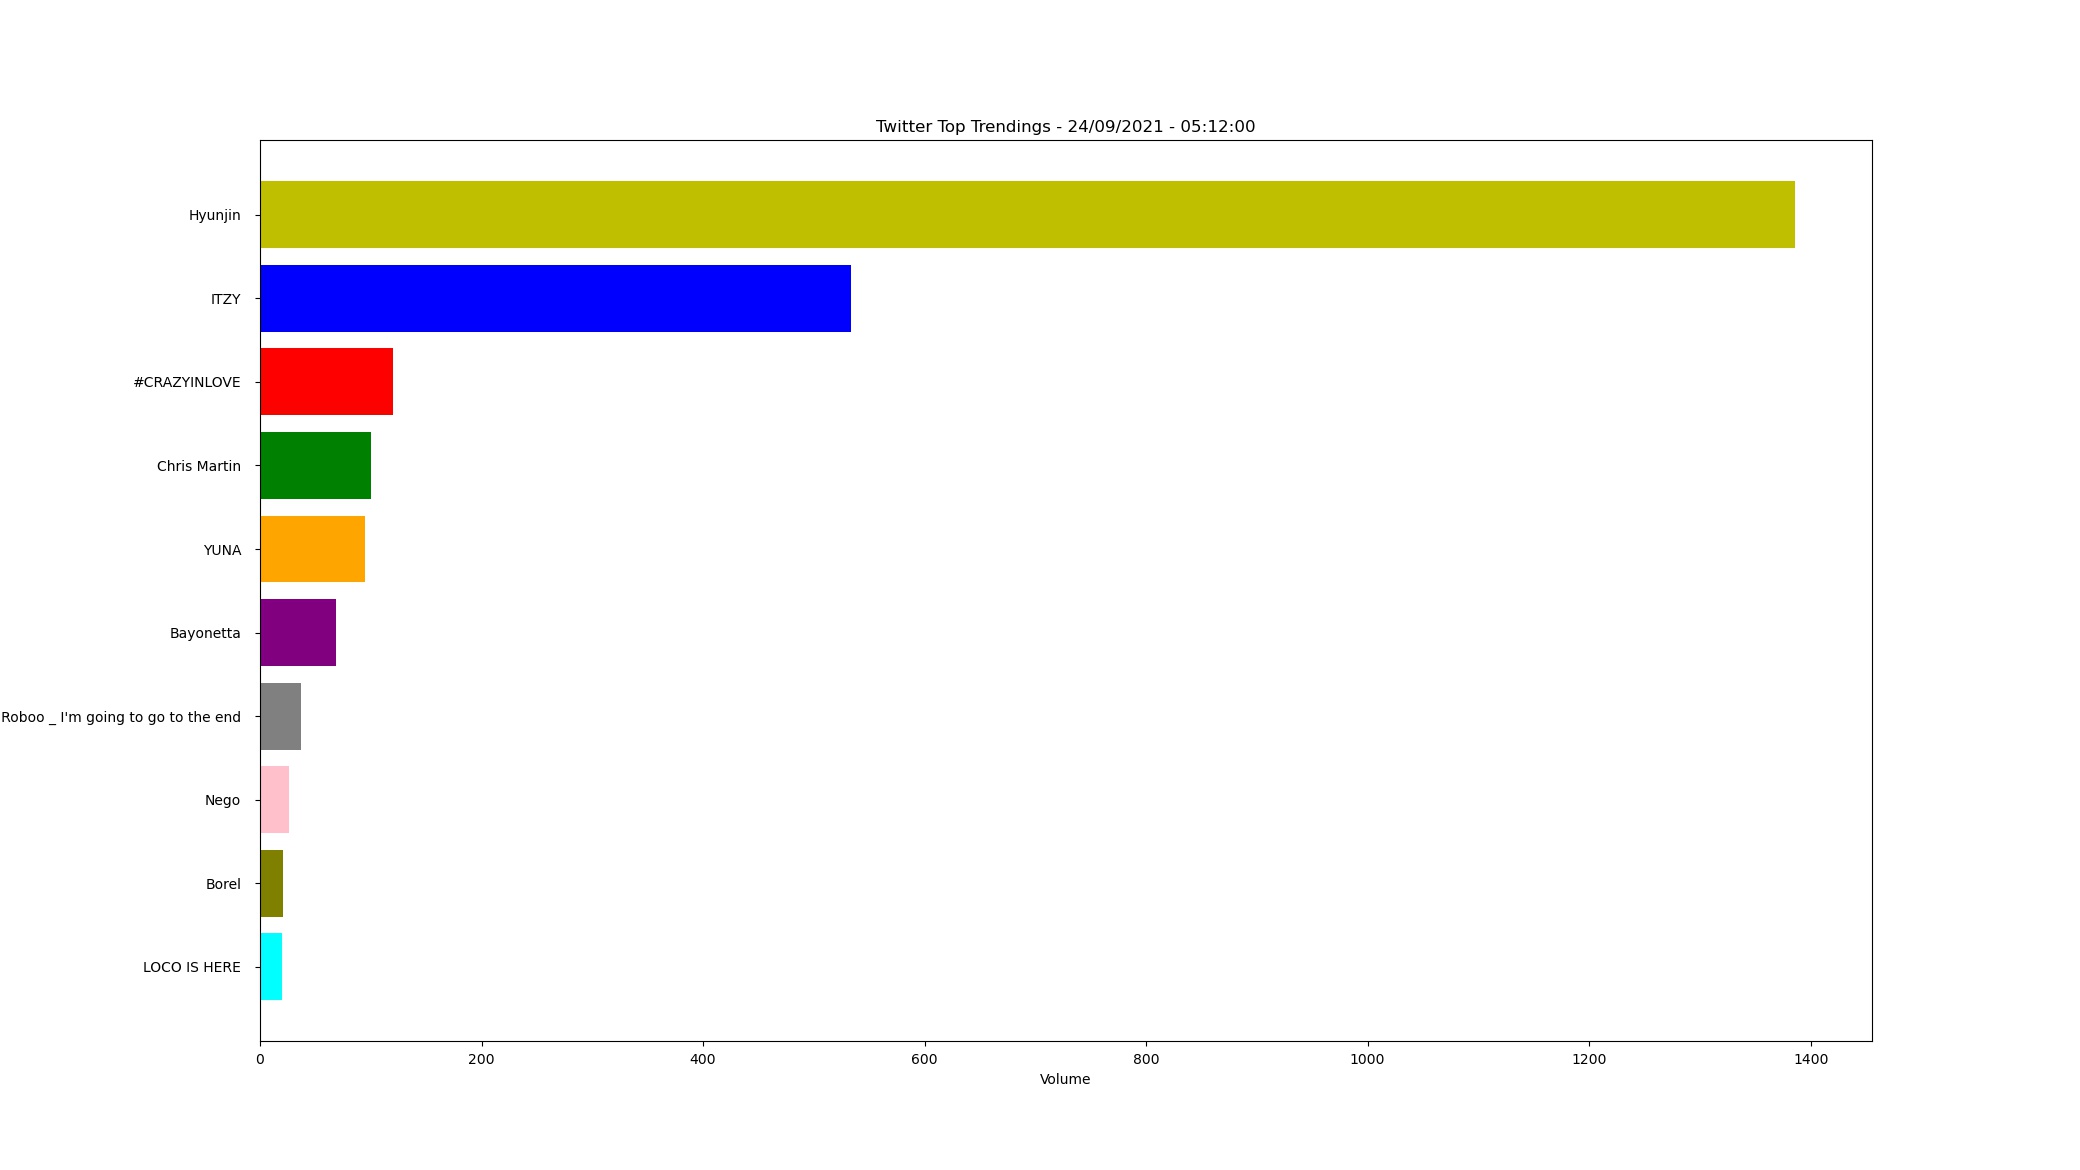 Twitter Top Trendings - 24/09/2021 - 05:12:00
Hyunjin
ITZY
#CRAZYINLOVE
Chris Martin
YUNA
Bayonetta
Roboo _ I'm going to go to the end
Nego
Borel
LOCO IS HERE
0 200 400 600 800 1000 1200 1400
Volume